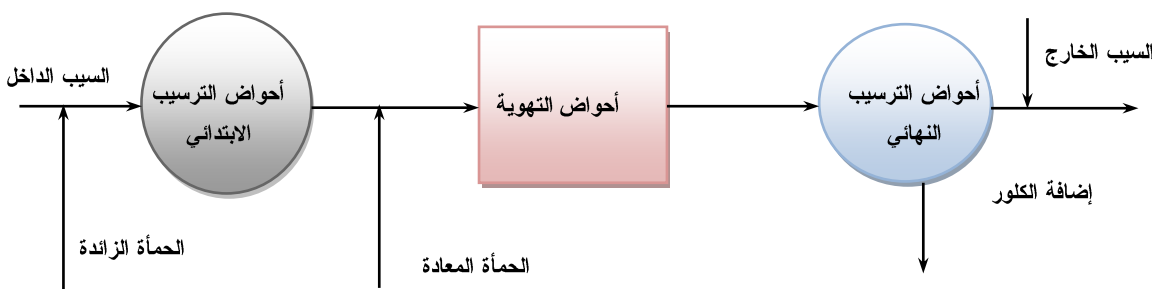 السيب الداخل
أحواض الترسيب
الابتدائي
أحواض التهوية
أحواض الترسيب
النهائي
السيب الخارج
إضافة الكلور
الحمأة الزائدة
الحمأة المعادة